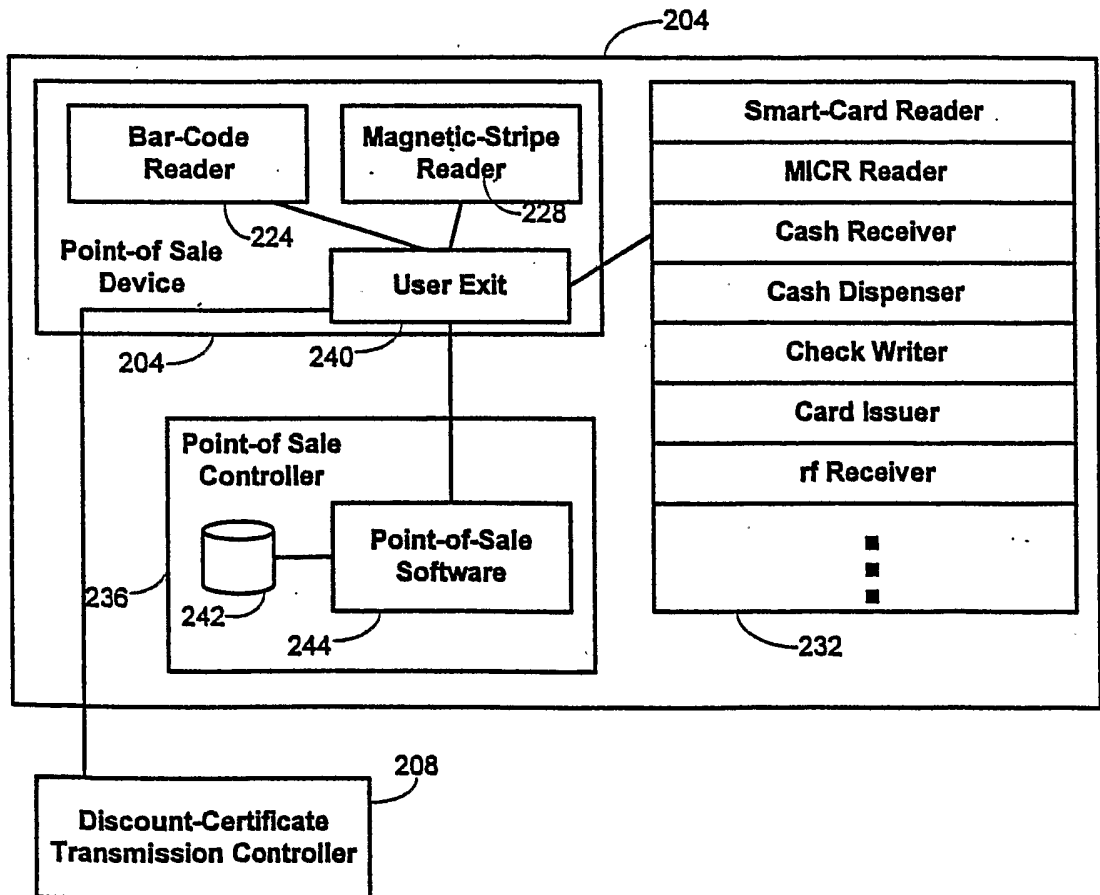 204
Bar-Code
Reader
224
Magnetic-Stripe
Reader
228
Point-of Sale
Device
User Exit
204
240
Point-of Sale
Controller
Point-of-Sale
Software
236
242
244
Smart-Card Reader
MICR Reader
Cash Receiver
Cash Dispenser
Check Writer
Card Issuer
rf Receiver
232
208
Discount-Certificate
Transmission Controller